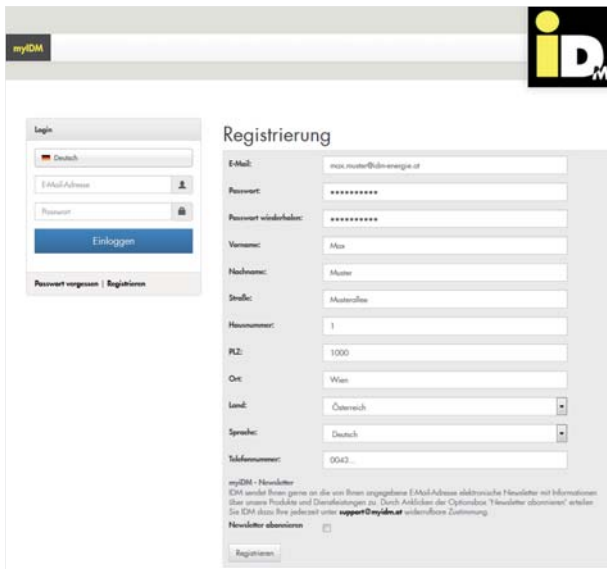 myIDM
iDM
Login
Deutsch
E-Mail-Adresse
Passwort
Einloggen
Passwort vergessen | Registrieren
Registrierung
E-Mail: max.muster@idm-energie.at
Passwort: ●●●●●●●●●●
Passwort wiederholen: ●●●●●●●●●●
Vorname: Max
Nachname: Muster
Straße: Musterallee
Hausnummer: 1
PLZ: 1000
Ort: Wien
Land: Österreich
Sprache: Deutsch
Telefonnummer: 0043...
myIDM - Newsletter
IDM sendet Ihnen gerne an die von Ihnen angegebene E-Mail-Adresse elektronische Newsletter mit Informationen
über unsere Produkte und Dienstleistungen zu. Durch Anklicken der Optionsbox "Newsletter abonnieren" erteilen
Sie IDM dazu Ihre jederzeit unter support@myidm.at widerrufbare Zustimmung.
Newsletter abonnieren
Registrieren